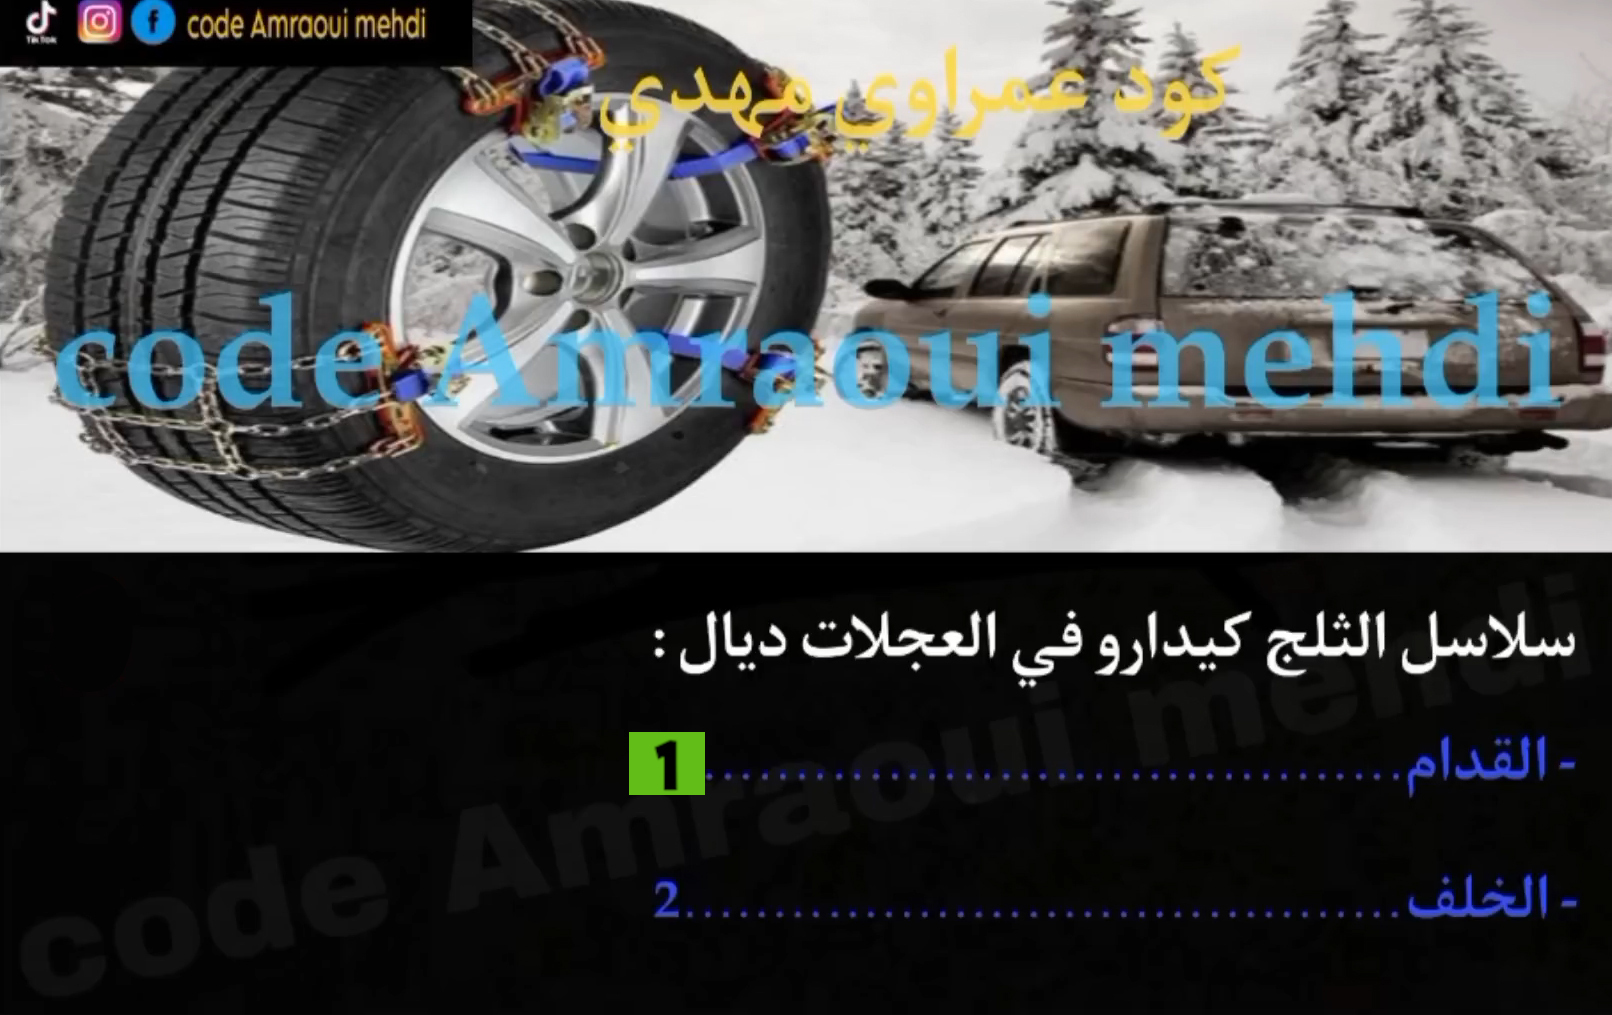 TikTok
code Amraoui mehdi
كود عمراوي مهدي
code Amraoui mehdi
سلاسل الثلج كيدارو في العجلات ديال :
- القدام.......................................1
- الخلف.......................................2
code Amraoui mehdi